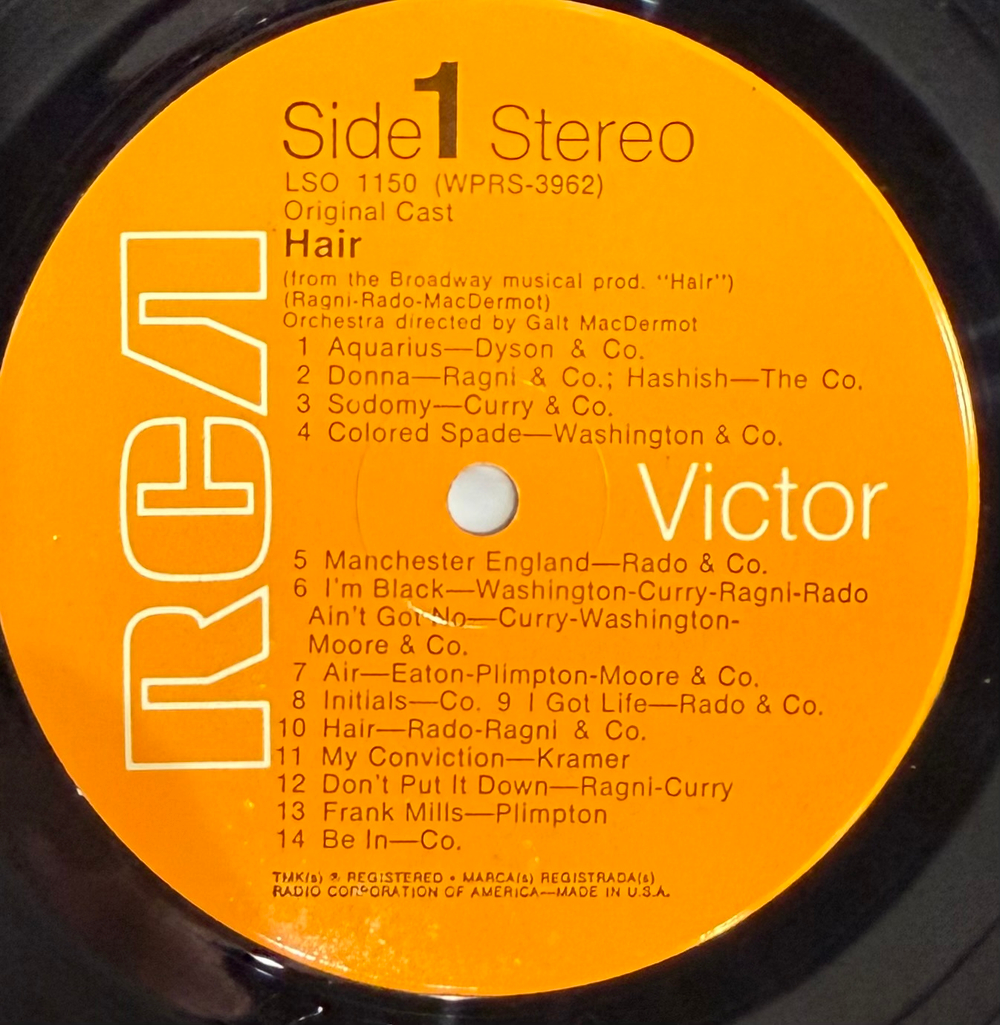 Side 1 Stereo
LSO 1150 (WPRS-3962)
Original Cast
Hair
(from the Broadway musical prod. "Hair")
(Ragni-Rado-MacDermot)
Orchestra directed by Galt MacDermot
1 Aquarius—Dyson & Co.
2 Donna—Ragni & Co.; Hashish—The Co.
3 Sodomy—Curry & Co.
4 Colored Spade—Washington & Co.
RCA
Victor
5 Manchester England—Rado & Co.
6 I'm Black—Washington-Curry-Ragni-Rado
Ain't Got No—Curry-Washington-
Moore & Co.
7 Air—Eaton-Plimpton-Moore & Co.
8 Initials—Co. 9 I Got Life—Rado & Co.
10 Hair—Rado-Ragni & Co.
11 My Conviction—Kramer
12 Don't Put It Down—Ragni-Curry
13 Frank Mills—Plimpton
14 Be In—Co.
TMK(s) ® REGISTERED • MARCA(s) REGISTRADA(s)
RADIO CORPORATION OF AMERICA—MADE IN U.S.A.